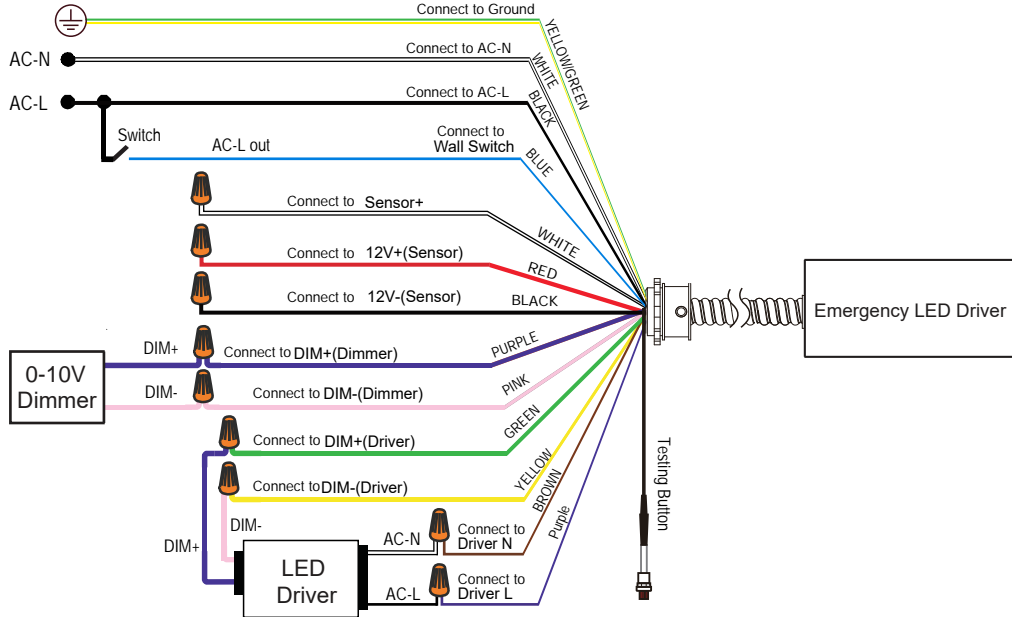 Connect to Ground
YELLOW/GREEN
AC-N
Connect to AC-N
WHITE
AC-L
Connect to AC-L
BLACK
Switch
AC-L out
Connect to
Wall Switch
BLUE
Connect to Sensor+
WHITE
Connect to 12V+(Sensor)
RED
Connect to 12V-(Sensor)
BLACK
Emergency LED Driver
DIM+
Connect to DIM+(Dimmer)
PURPLE
0-10V
Dimmer
DIM-
Connect to DIM-(Dimmer)
PINK
Connect to DIM+(Driver)
GREEN
Connect to DIM-(Driver)
YELLOW
BROWN
Purple
Testing Button
DIM-
DIM+
LED
Driver
AC-N
Connect to
Driver N
AC-L
Connect to
Driver L